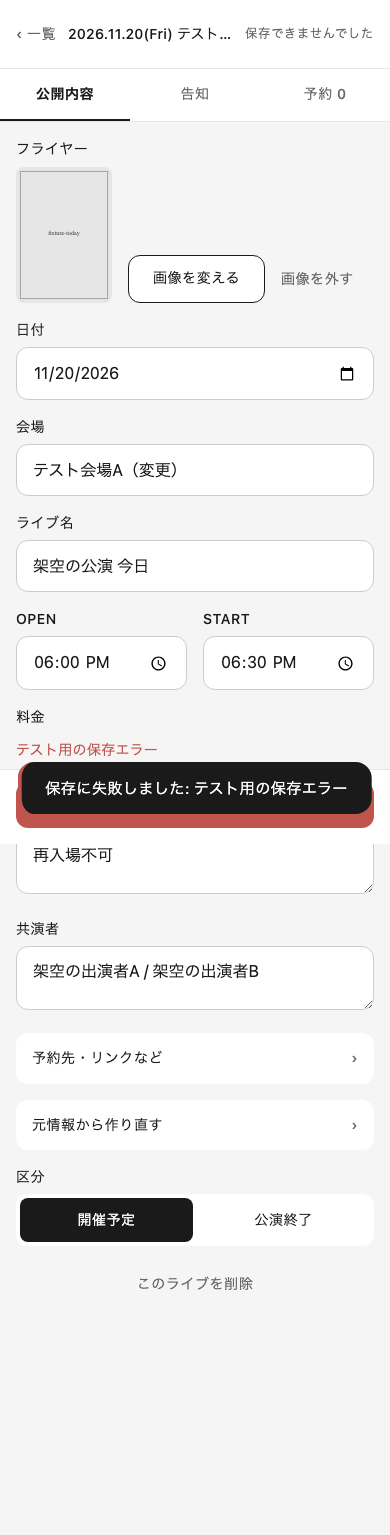 ‹ 一覧 2026.11.20(Fri) テスト... 保存できませんでした
公開内容 告知 予約 0
フライヤー
fixture-today
画像を変える 画像を外す
日付
11/20/2026
会場
テスト会場A（変更）
ライブ名
架空の公演 今日
OPEN START
06:00 PM 06:30 PM
料金
テスト用の保存エラー
保存に失敗しました: テスト用の保存エラー
再入場不可
共演者
架空の出演者A / 架空の出演者B
予約先・リンクなど ›
元情報から作り直す ›
区分
開催予定 公演終了
このライブを削除